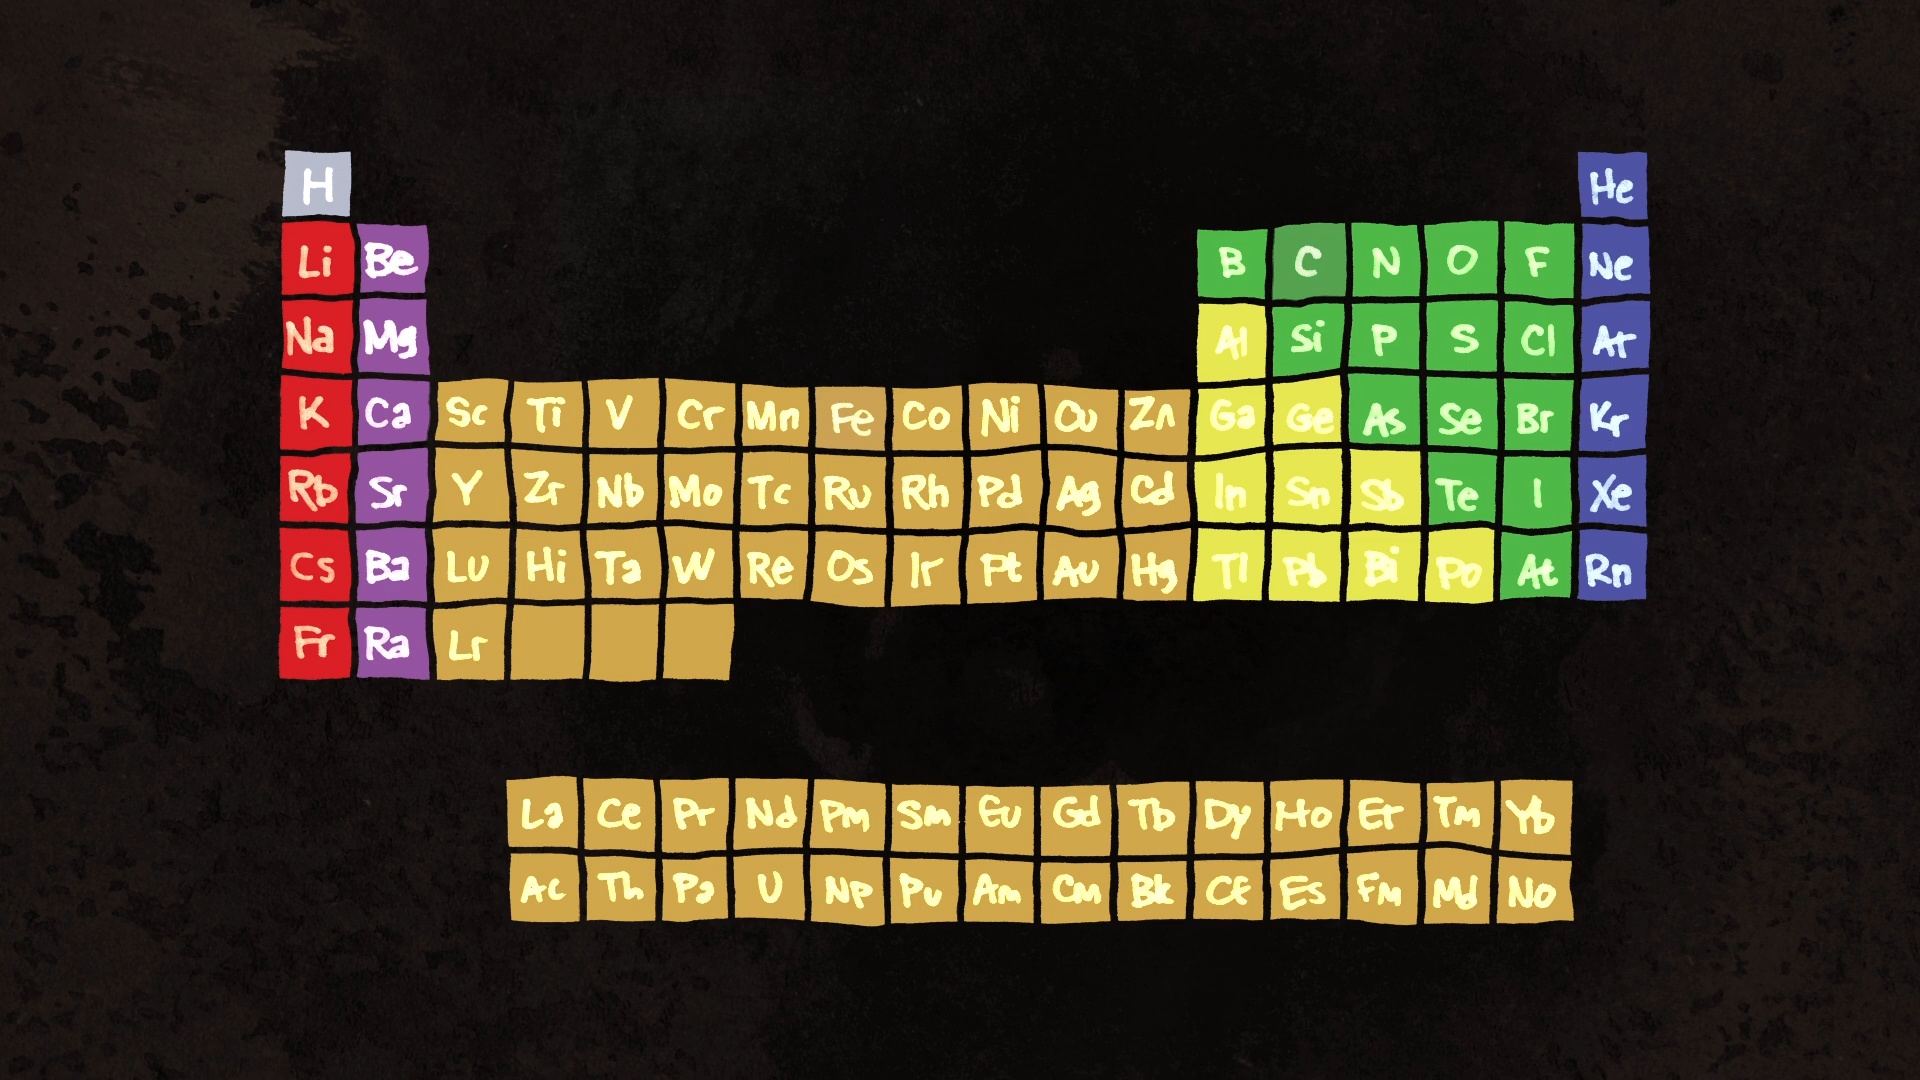 H He
Li Be B C N O F Ne
Na Mg Al Si P S Cl Ar
K Ca Sc Ti V Cr Mn Fe Co Ni Cu Zn Ga Ge As Se Br Kr
Rb Sr Y Zr Nb Mo Tc Ru Rh Pd Ag Cd In Sn Sb Te I Xe
Cs Ba Lu Hi Ta W Re Os Ir Pt Au Hg Tl Pb Bi Po At Rn
Fr Ra Lr
La Ce Pr Nd Pm Sm Eu Gd Tb Dy Ho Er Tm Yb
Ac Th Pa U Np Pu Am Cm Bk Cf Es Fm Md No